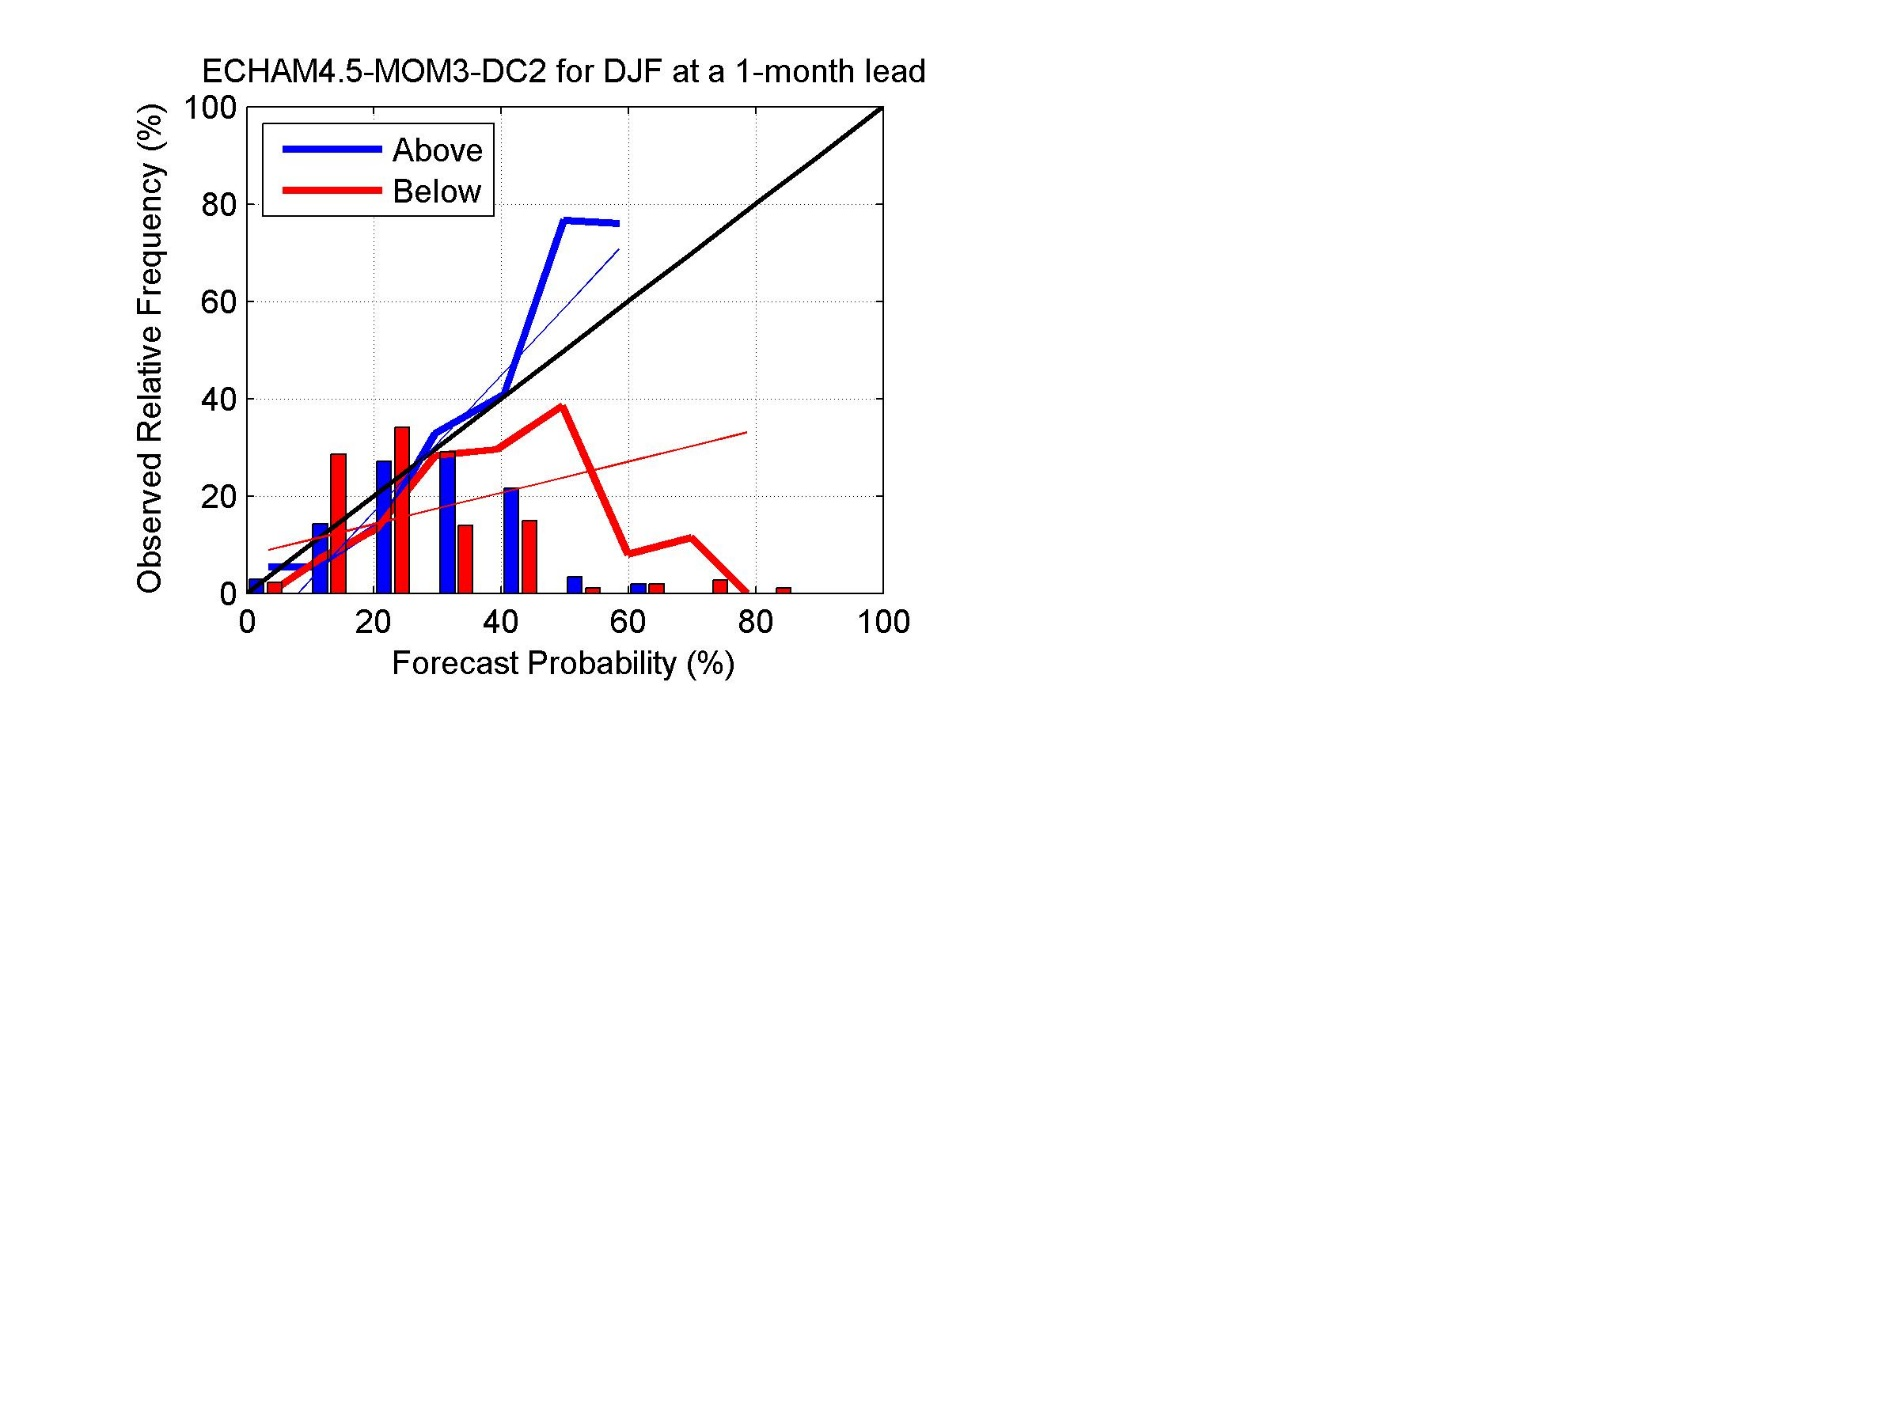 ECHAM4.5-MOM3-DC2 for DJF at a 1-month lead
Observed Relative Frequency (%)
100
80
60
40
20
0
Above
Below
0 20 40 60 80 100
Forecast Probability (%)